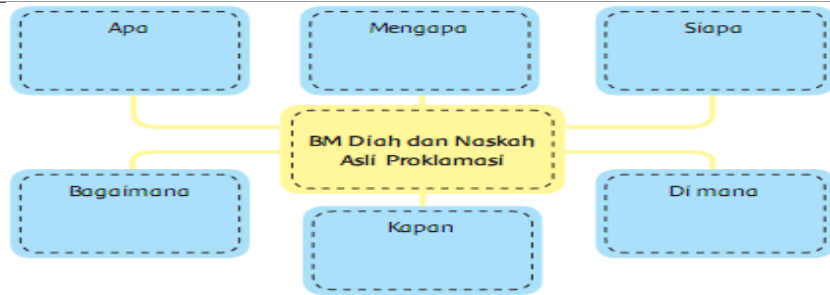 Apa
Mengapa
Siapa
BM Diah dan Naskah
Asli Proklamasi
Bagaimana
Kapan
Di mana